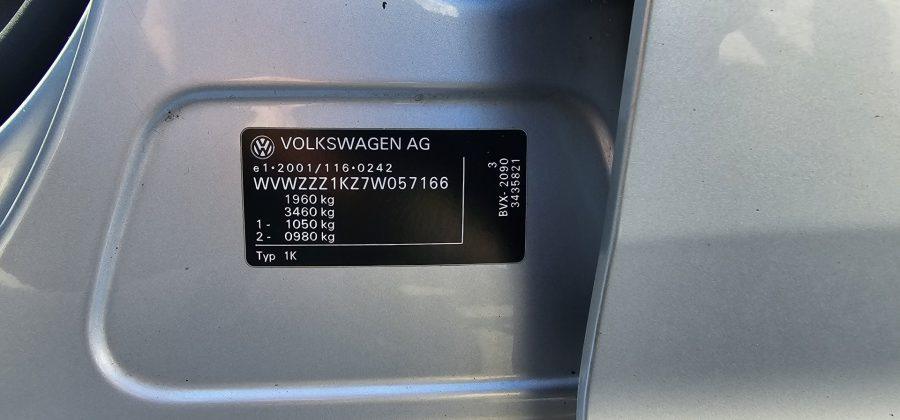 VOLKSWAGEN AG
e1*2001/116*0242
WVWZZZ1KZ7W057166
1960 kg
3460 kg
1 - 1050 kg
2 - 0980 kg
Typ 1K
3
BVX-2090
3435821